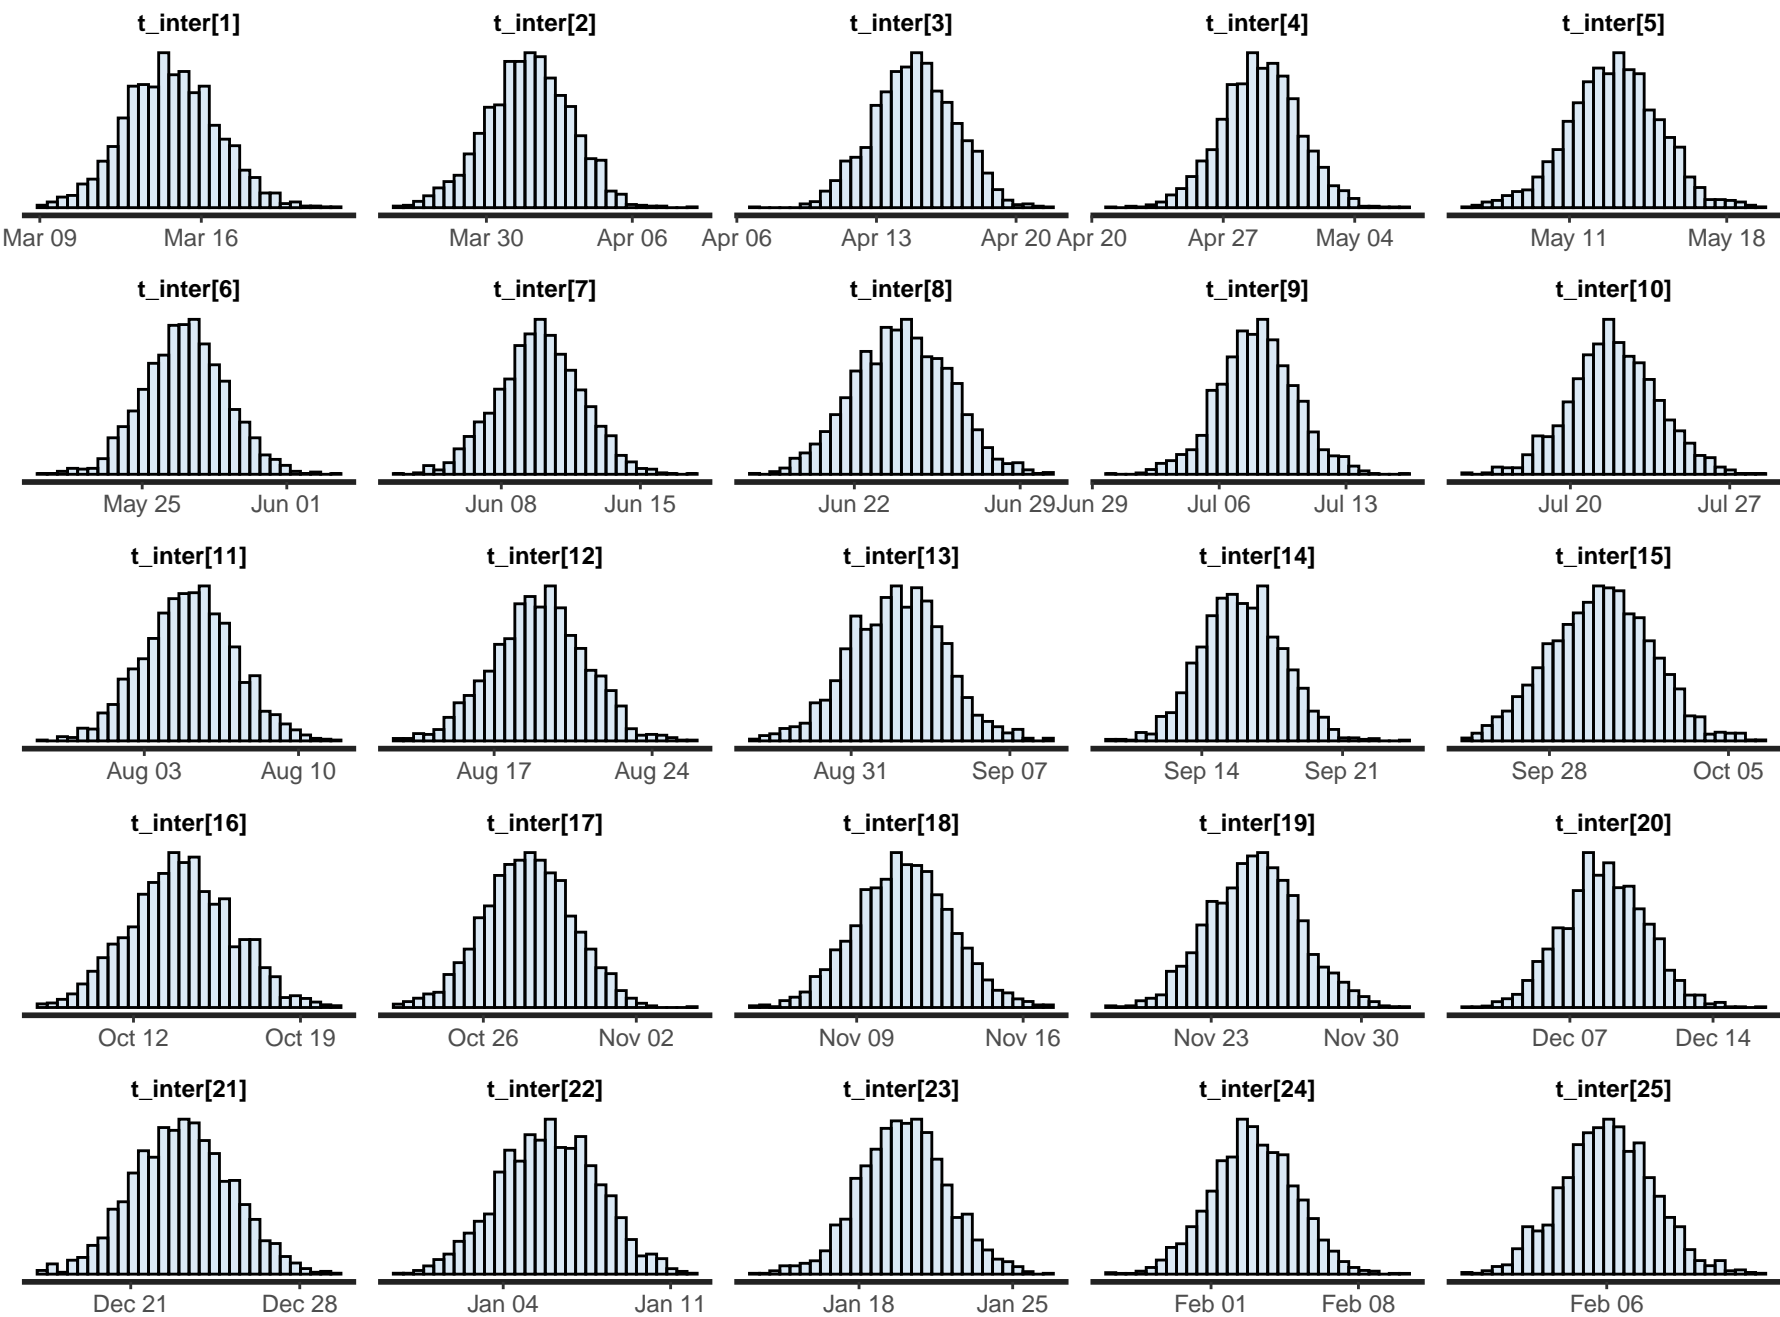 t_inter[1] t_inter[2] t_inter[3] t_inter[4] t_inter[5]
Mar 09 Mar 16 Mar 30 Apr 06 Apr 06 Apr 13 Apr 20 Apr 20 Apr 27 May 04 May 11 May 18
t_inter[6] t_inter[7] t_inter[8] t_inter[9] t_inter[10]
May 25 Jun 01 Jun 08 Jun 15 Jun 22 Jun 29 Jun 29 Jul 06 Jul 13 Jul 20 Jul 27
t_inter[11] t_inter[12] t_inter[13] t_inter[14] t_inter[15]
Aug 03 Aug 10 Aug 17 Aug 24 Aug 31 Sep 07 Sep 14 Sep 21 Sep 28 Oct 05
t_inter[16] t_inter[17] t_inter[18] t_inter[19] t_inter[20]
Oct 12 Oct 19 Oct 26 Nov 02 Nov 09 Nov 16 Nov 23 Nov 30 Dec 07 Dec 14
t_inter[21] t_inter[22] t_inter[23] t_inter[24] t_inter[25]
Dec 21 Dec 28 Jan 04 Jan 11 Jan 18 Jan 25 Feb 01 Feb 08 Feb 06